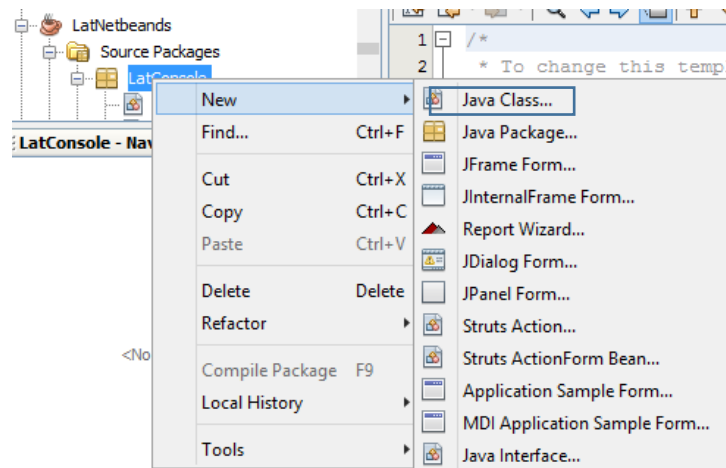 LatNetbeands
Source Packages
LatConsole
1 /*
2 * To change this temp
LatConsole - Nav
<No
New
Find... Ctrl+F
Cut Ctrl+X
Copy Ctrl+C
Paste Ctrl+V
Delete Delete
Refactor
Compile Package F9
Local History
Tools
Java Class...
Java Package...
JFrame Form...
JInternalFrame Form...
Report Wizard...
JDialog Form...
JPanel Form...
Struts Action...
Struts ActionForm Bean...
Application Sample Form...
MDI Application Sample Form...
Java Interface...